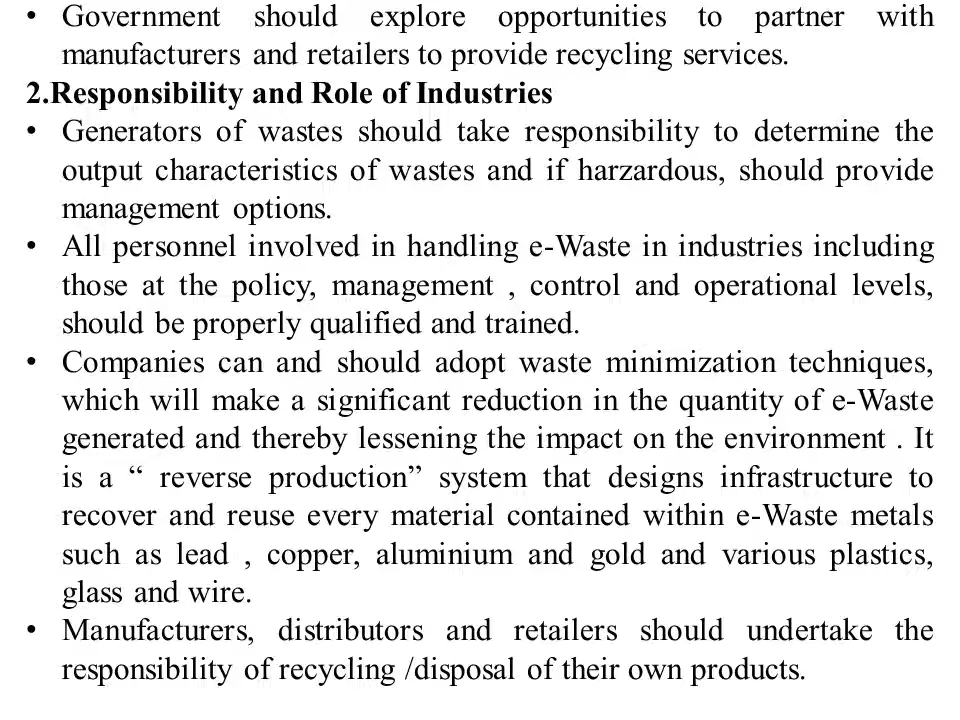 • Government should explore opportunities to partner with
manufacturers and retailers to provide recycling services.
2.Responsibility and Role of Industries
• Generators of wastes should take responsibility to determine the
output characteristics of wastes and if harzardous, should provide
management options.
• All personnel involved in handling e-Waste in industries including
those at the policy, management , control and operational levels,
should be properly qualified and trained.
• Companies can and should adopt waste minimization techniques,
which will make a significant reduction in the quantity of e-Waste
generated and thereby lessening the impact on the environment . It
is a “ reverse production” system that designs infrastructure to
recover and reuse every material contained within e-Waste metals
such as lead , copper, aluminium and gold and various plastics,
glass and wire.
• Manufacturers, distributors and retailers should undertake the
responsibility of recycling /disposal of their own products.